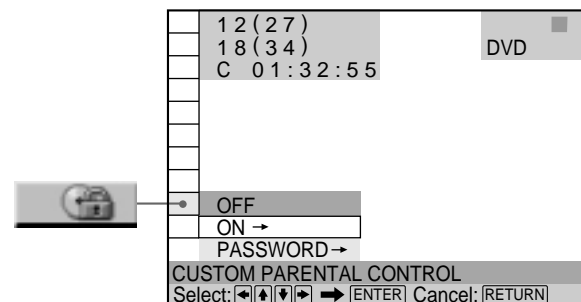 12(27)
18(34)
DVD
C 01:32:55
OFF
ON →
PASSWORD→
CUSTOM PARENTAL CONTROL
Select: ← ↑ ↓ → ➡ ENTER Cancel: RETURN